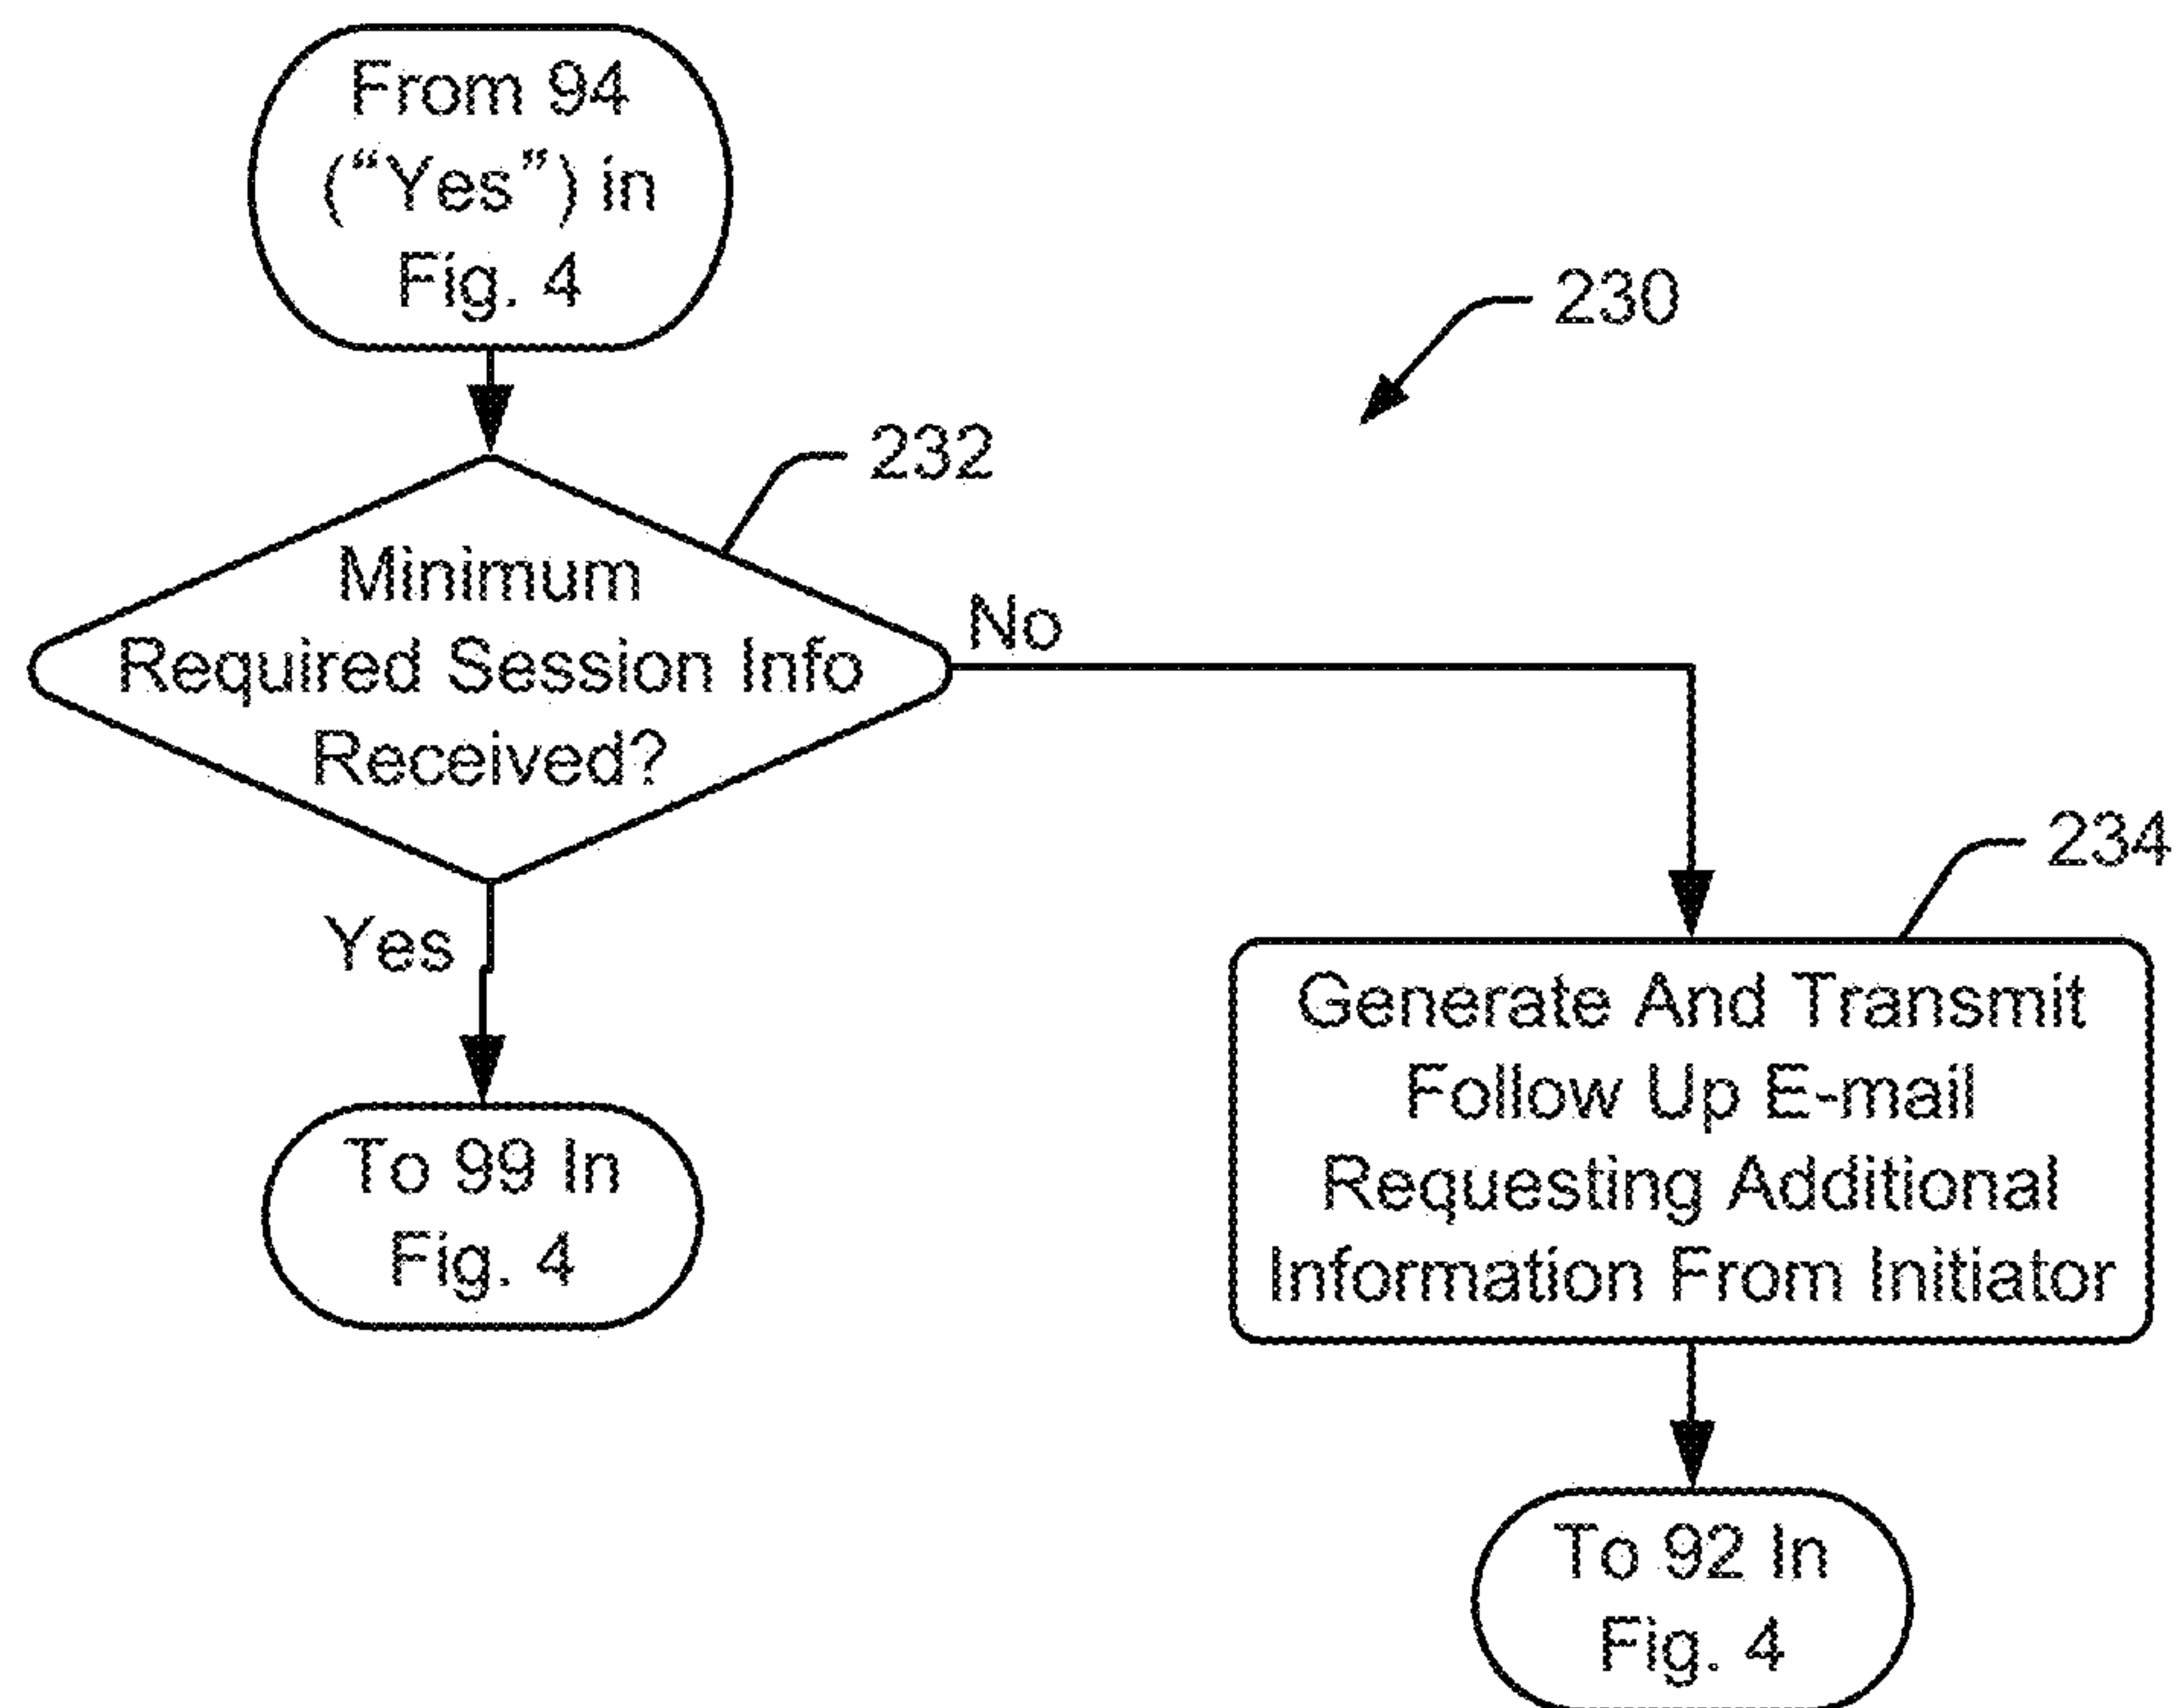 From 94
(“Yes”) in
Fig. 4
230
232
Minimum
Required Session Info
Received?
No
Yes
234
Generate And Transmit
Follow Up E-mail
Requesting Additional
Information From Initiator
To 99 In
Fig. 4
To 92 In
Fig. 4